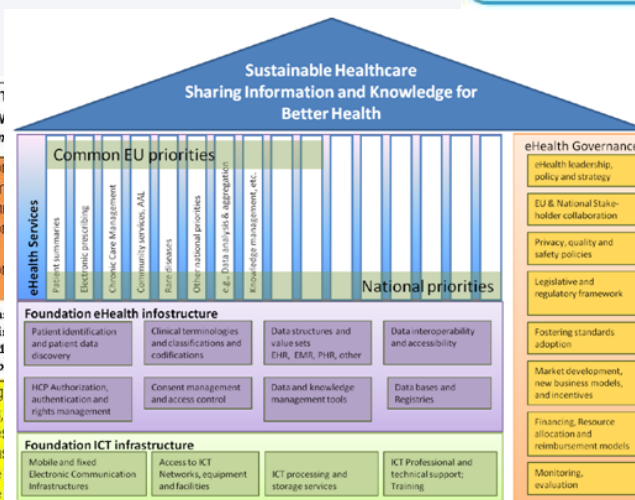 Sustainable Healthcare
Sharing Information and Knowledge for
Better Health
eHealth Services
Common EU priorities
Patient summaries
Electronic prescribing
Chronic Care Management
Community services, AAL
Rare diseases
Other national priorities
e.g., Data analysis & aggregation
Knowledge management, etc.
National priorities
Foundation eHealth infostructure
Patient identification
and patient data
discovery
Clinical terminologies
and classifications and
codifications
Data structures and
value sets
EHR, EMR, PHR, other
Data interoperability
and accessibility
HCP Authorization,
authentication and
rights management
Consent management
and access control
Data and knowledge
management tools
Data bases and
Registries
Foundation ICT infrastructure
Mobile and fixed
Electronic Communication
Infrastructures
Access to ICT
Networks, equipment
and facilities
ICT processing and
storage services
ICT Professional and
technical support;
Training
eHealth Governance
eHealth leadership,
policy and strategy
EU & National Stake-
holder collaboration
Privacy, quality and
safety policies
Legislative and
regulatory framework
Fostering standards
adoption
Market development,
new business models,
and incentives
Financing, Resource
allocation and
reimbursement models
Monitoring,
evaluation